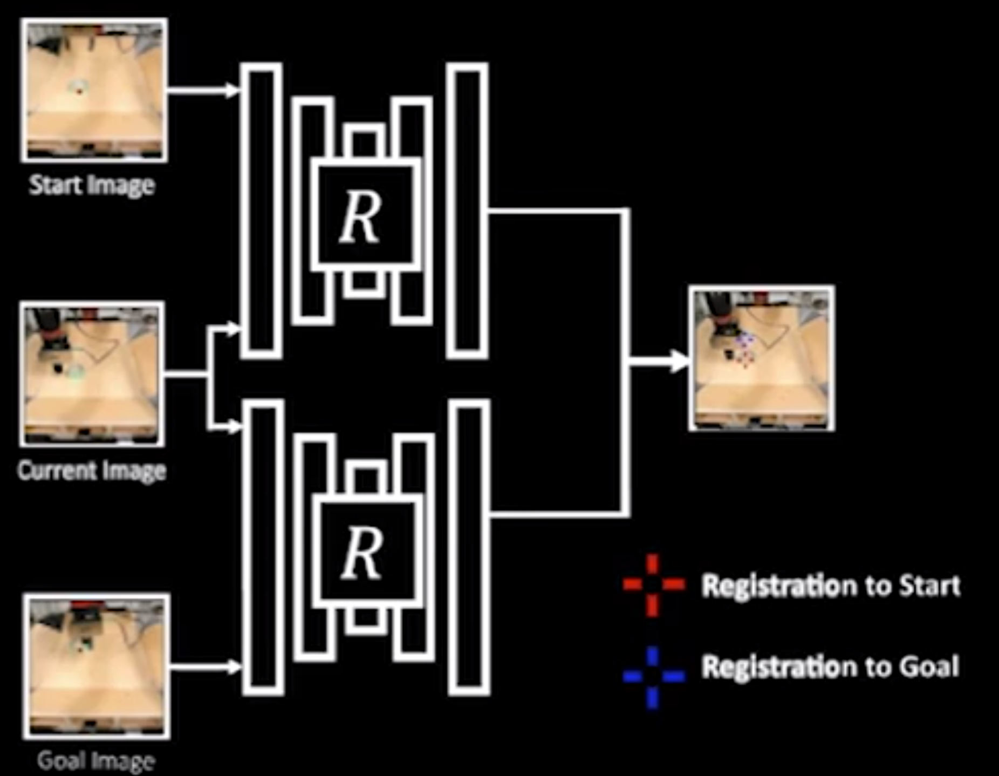 Start Image
R
Current Image
R
Registration to Start
Registration to Goal
Goal Image